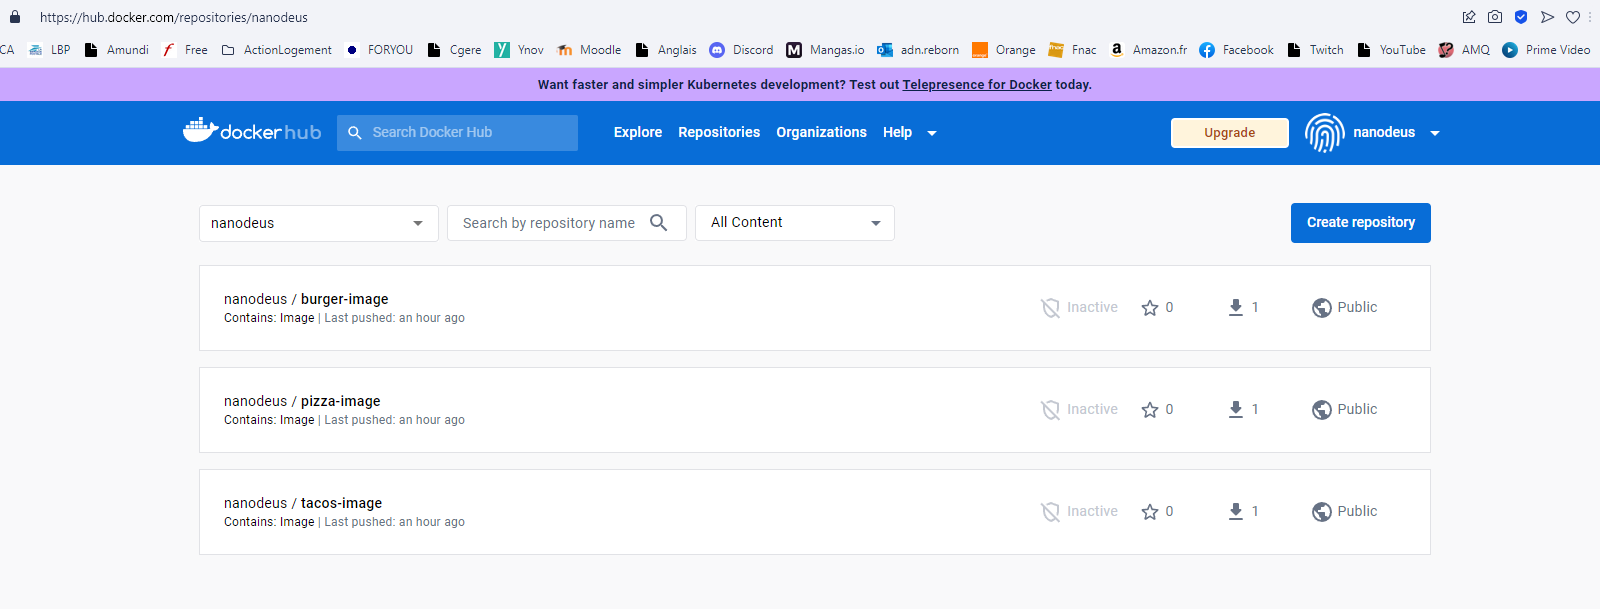 https://hub.docker.com/repositories/nanodeus
CA LBP Amundi Free ActionLogement FORYOU Cgere Ynov Moodle Anglais Discord Mangas.io adn.reborn Orange Fnac Amazon.fr Facebook Twitch YouTube AMQ Prime Video
Want faster and simpler Kubernetes development? Test out Telepresence for Docker today.
dockerhub Search Docker Hub Explore Repositories Organizations Help Upgrade nanodeus
nanodeus Search by repository name All Content Create repository
nanodeus / burger-image Inactive 0 1 Public
Contains: Image | Last pushed: an hour ago
nanodeus / pizza-image Inactive 0 1 Public
Contains: Image | Last pushed: an hour ago
nanodeus / tacos-image Inactive 0 1 Public
Contains: Image | Last pushed: an hour ago